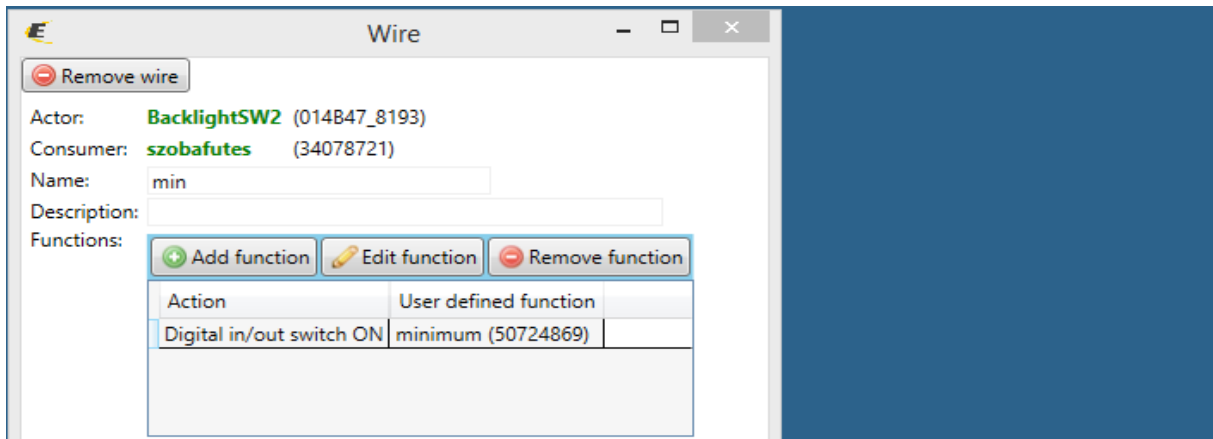 Wire
Remove wire
Actor: BacklightSW2 (014B47_8193)
Consumer: szobafutes (34078721)
Name: min
Description:
Functions:
Add function Edit function Remove function
Action User defined function
Digital in/out switch ON minimum (50724869)